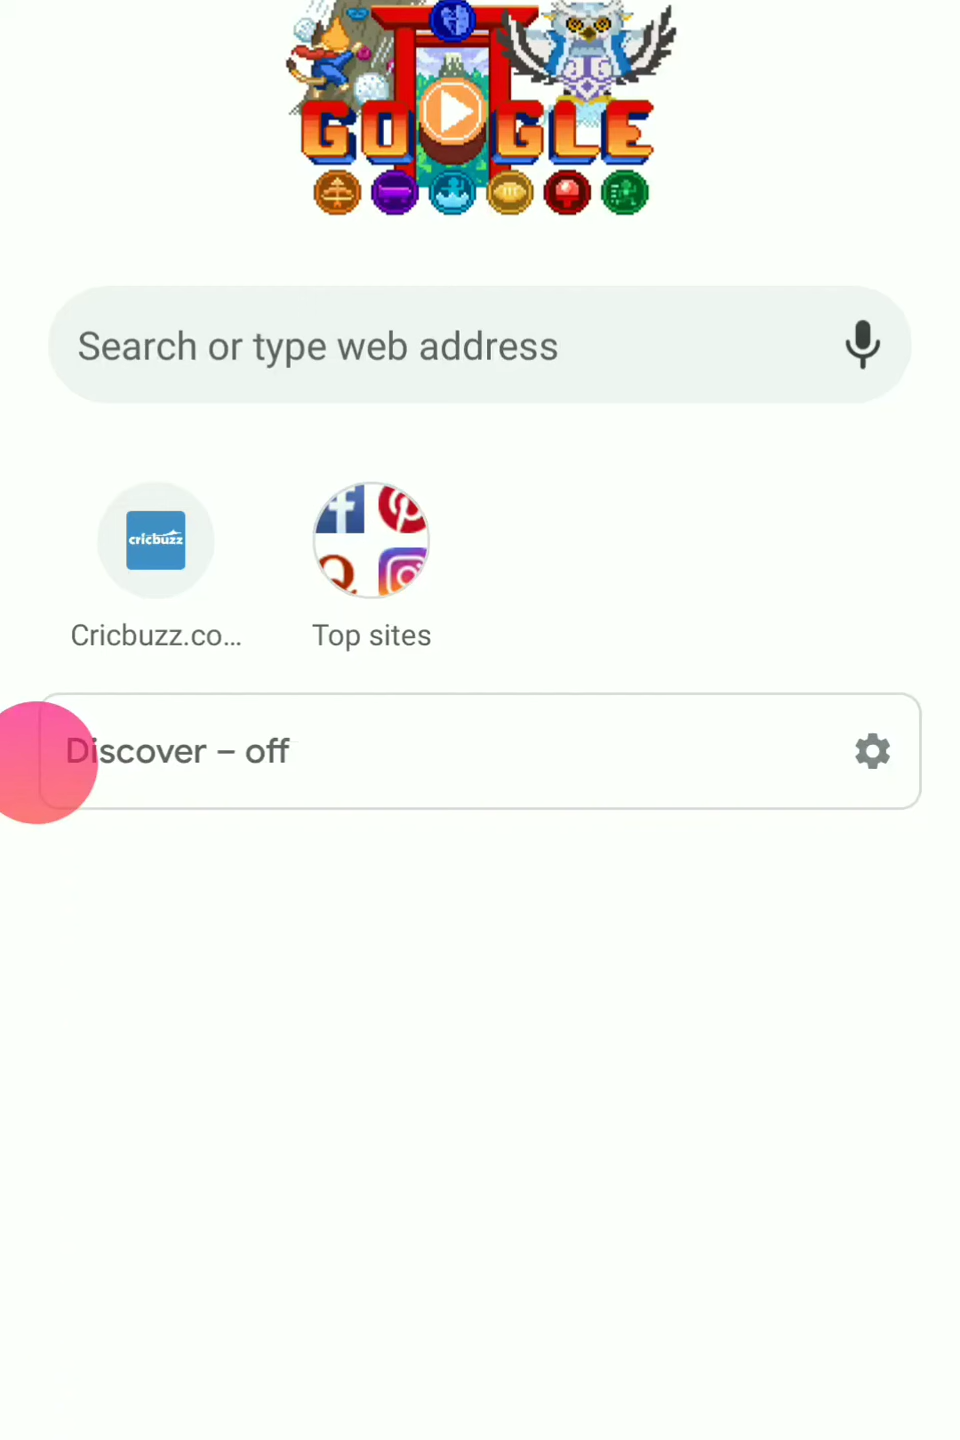 GOOGLE
Search or type web address
cricbuzz
Cricbuzz.co...
Top sites
Discover – off